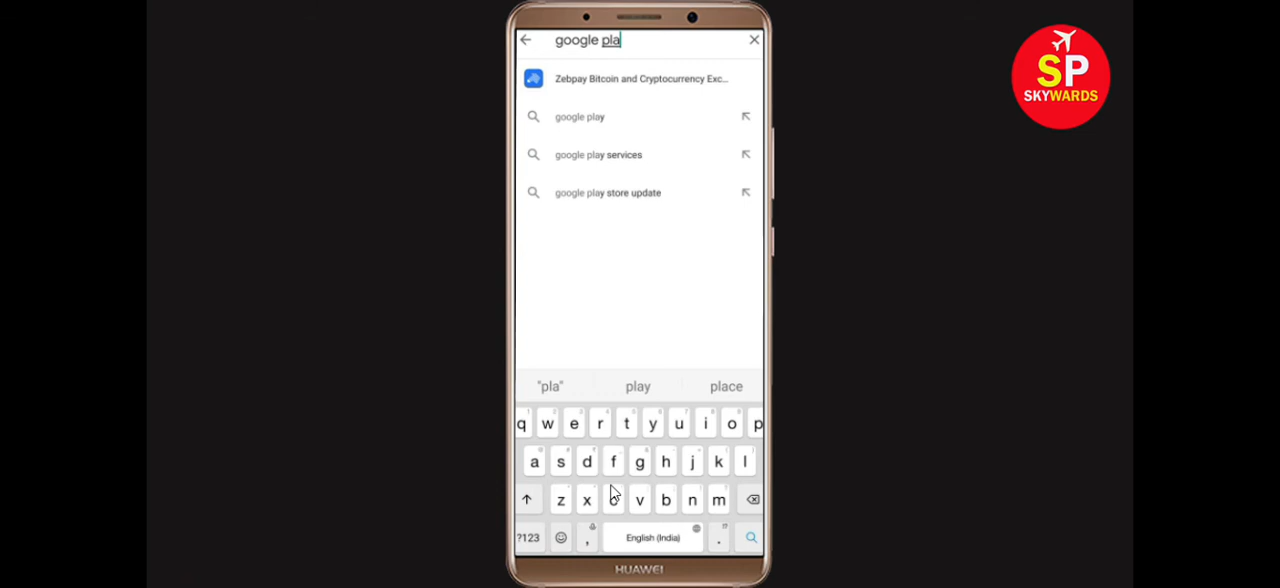 google pla
SP
SKYWARDS
Zebpay Bitcoin and Cryptocurrency Exc...
google play
google play services
google play store update
"pla" play place
q w e r t y u i o p
a s d f g h j k l
z x c v b n m
?123 , English (India) .
HUAWEI